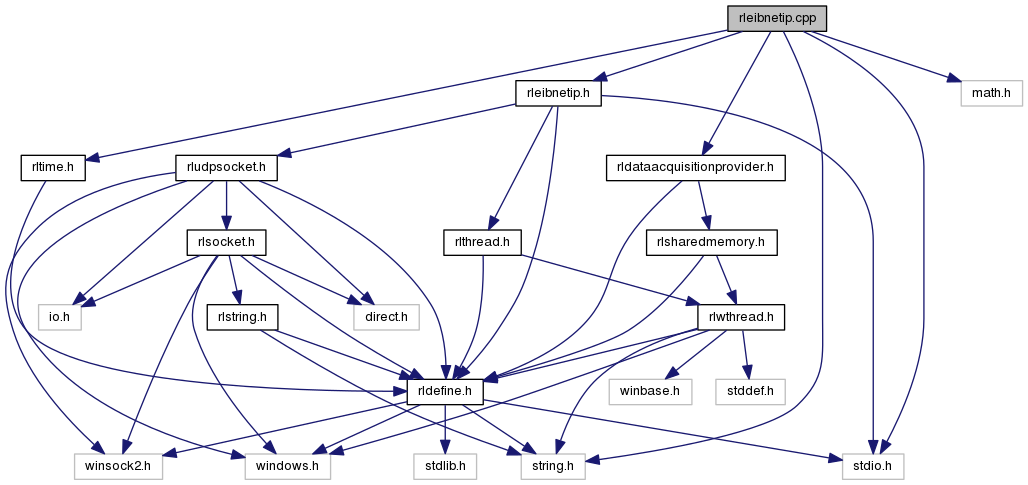 rleibnetip.cpp
rleibnetip.h
math.h
rltime.h
rludpsocket.h
rldataacquisitionprovider.h
rlsocket.h
rlthread.h
rlsharedmemory.h
io.h
rlstring.h
direct.h
rlwthread.h
rldefine.h
winbase.h
stddef.h
winsock2.h
windows.h
stdlib.h
string.h
stdio.h